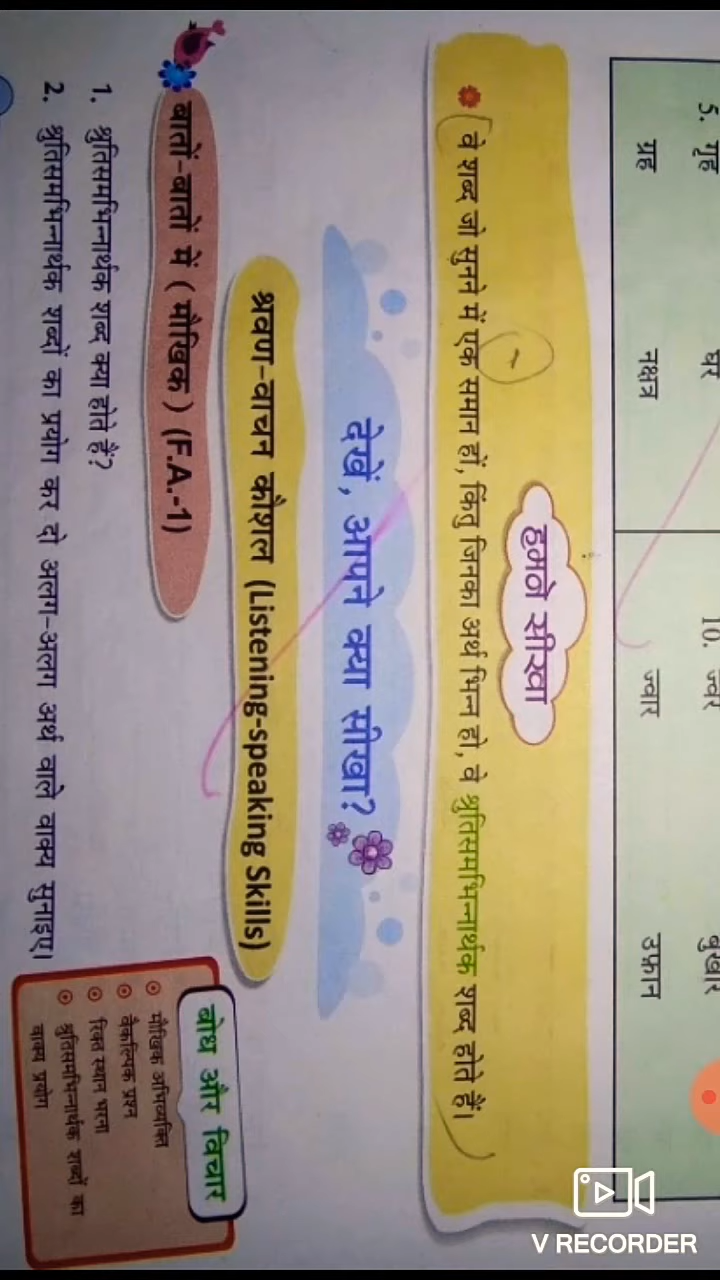 5. गृह घर 10. ज्वर बुखार
ग्रह नक्षत्र ज्वार उफ़ान
हमने सीखा
वे शब्द जो सुनने में एक समान हों, किंतु जिनका अर्थ भिन्न हो, वे श्रुतिसमभिन्नार्थक शब्द होते हैं।
देखें, आपने क्या सीखा?
श्रवण-वाचन कौशल (Listening-speaking Skills)
बातों-बातों में ( मौखिक ) (F.A.-1)
1. श्रुतिसमभिन्नार्थक शब्द क्या होते हैं?
2. श्रुतिसमभिन्नार्थक शब्दों का प्रयोग कर दो अलग-अलग अर्थ वाले वाक्य सुनाइए।
बोध और विचार
मौखिक अभिव्यक्ति
वैकल्पिक प्रश्न
रिक्त स्थान भरना
श्रुतिसमभिन्नार्थक शब्दों का
वाक्य प्रयोग
V RECORDER